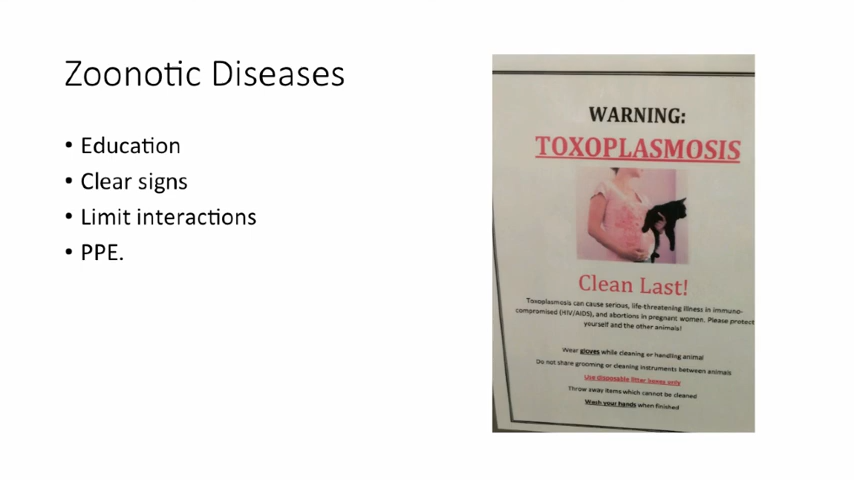 Zoonotic Diseases
• Education
• Clear signs
• Limit interactions
• PPE.
WARNING:
TOXOPLASMOSIS
Clean Last!
Toxoplasmosis can cause serious, life-threatening illness in immuno-
compromised (HIV/AIDS), and abortions in pregnant women. Please protect
yourself and the other animals!
Wear gloves while cleaning or handling animal
Do not share grooming or cleaning instruments between animals
Use disposable litter boxes only
Throw away items which cannot be cleaned
Wash your hands when finished